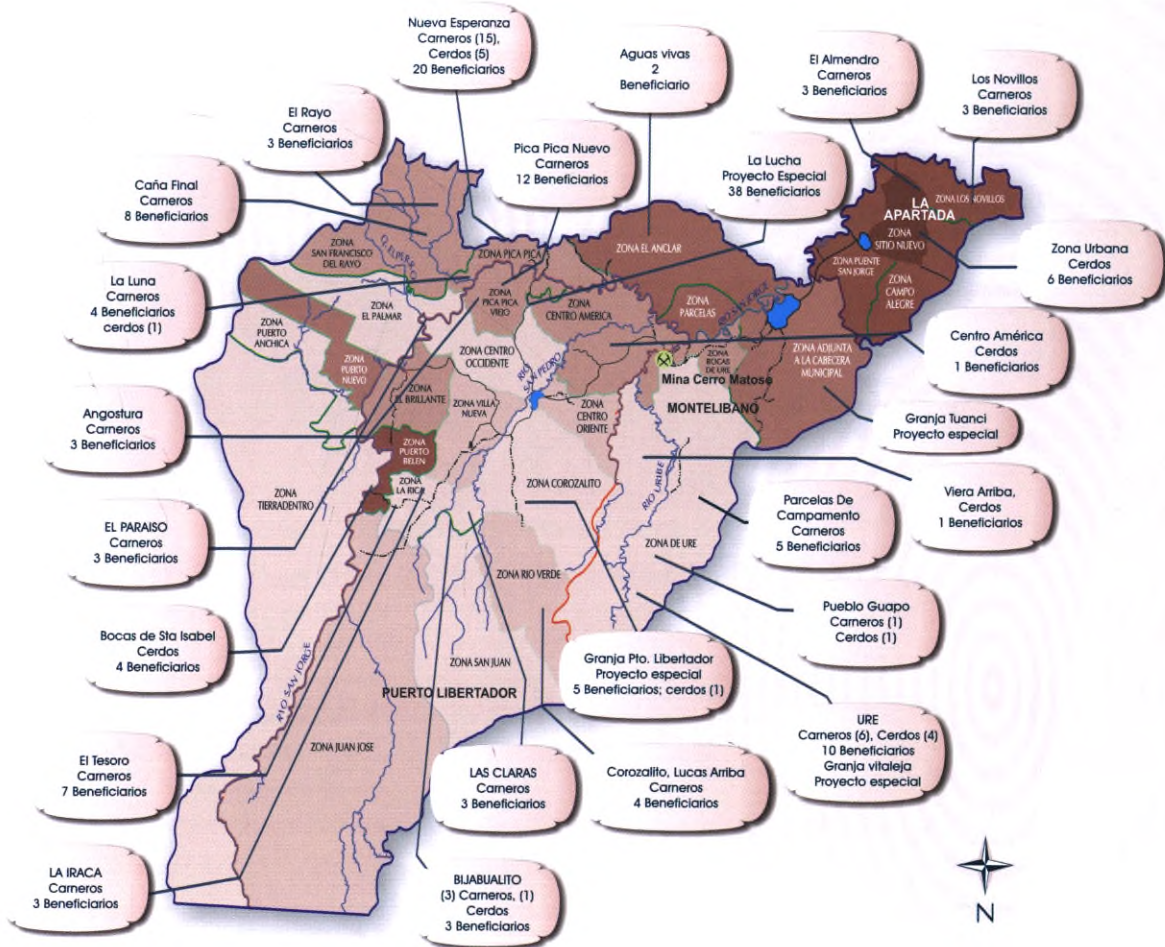 Nueva Esperanza
Carneros (15),
Cerdos (5)
20 Beneficiarios
Aguas vivas
2
Beneficiario
El Almendro
Carneros
3 Beneficiarios
Los Novillos
Carneros
3 Beneficiarios
El Rayo
Carneros
3 Beneficiarios
Pica Pica Nuevo
Carneros
12 Beneficiarios
La Lucha
Proyecto Especial
38 Beneficiarios
Caña Final
Carneros
8 Beneficiarios
Zona Urbana
Cerdos
6 Beneficiarios
La Luna
Carneros
4 Beneficiarios
cerdos (1)
Centro América
Cerdos
1 Beneficiarios
Angostura
Carneros
3 Beneficiarios
Granja Tuanci
Proyecto especial
EL PARAISO
Carneros
3 Beneficiarios
Viera Arriba,
Cerdos
1 Beneficiarios
Parcelas De
Campamento
Carneros
5 Beneficiarios
Bocas de Sta Isabel
Cerdos
4 Beneficiarios
Pueblo Guapo
Carneros (1)
Cerdos (1)
Granja Pto. Libertador
Proyecto especial
5 Beneficiarios; cerdos (1)
URE
Carneros (6), Cerdos (4)
10 Beneficiarios
Granja vitaleja
Proyecto especial
El Tesoro
Carneros
7 Beneficiarios
LAS CLARAS
Carneros
3 Beneficiarios
Corozalito, Lucas Arriba
Carneros
4 Beneficiarios
LA IRACA
Carneros
3 Beneficiarios
BIJABUALITO
(3) Carneros, (1)
Cerdos
3 Beneficiarios
ZONA LOS NOVILLOS
LA
APARTADA
ZONA
SITIO NUEVO
ZONA PUENTE
SAN JORGE
ZONA
CAMPO
ALEGRE
ZONA EL ANCLAR
ZONA
SAN FRANCISCO
DEL RAYO
ZONA PICA PICA
ZONA
PICA PICA
VIEJO
ZONA
CENTRO AMERICA
ZONA
PARCELAS
RIO SAN JORGE
ZONA
EL PALMAR
ZONA
PUERTO
ANCHICA
ZONA
PUERTO
NUEVO
ZONA
EL BRILLANTE
ZONA CENTRO
OCCIDENTE
RIO
SAN PEDRO
ZONA
BOCAS
DE URE
ZONA ADJUNTA
A LA CABECERA
MUNICIPAL
Mina Cerro Matoso
MONTELIBANO
ZONA VILLA
NUEVA
ZONA
CENTRO
ORIENTE
ZONA
PUERTO
BELEN
ZONA
LA RICA
ZONA
TIERRADENTRO
ZONA COROZALITO
RIO URIBE
ZONA DE URE
ZONA RIO VERDE
ZONA SAN JUAN
PUERTO LIBERTADOR
RIO SAN JORGE
ZONA JUAN JOSE
N